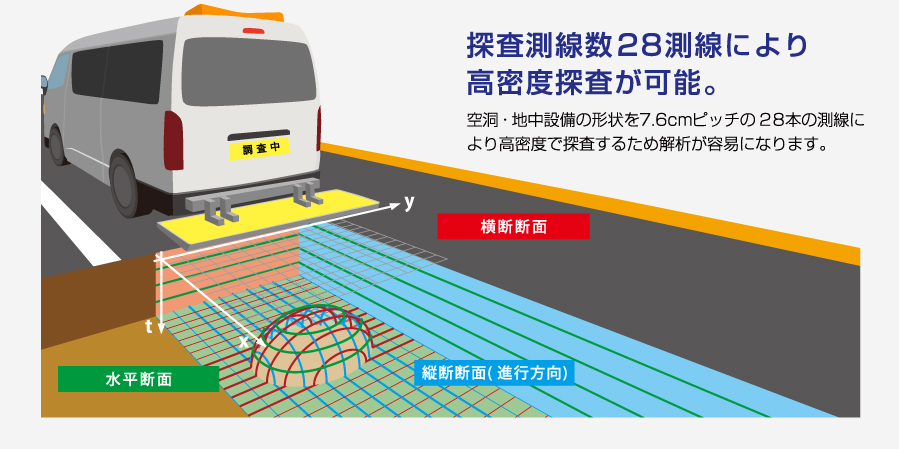 探査測線数28測線により
高密度探査が可能。
空洞・地中設備の形状を7.6cmピッチの28本の測線に
より高密度で探査するため解析が容易になります。
調査中
y
横断断面
t
x
縦断断面(進行方向)
水平断面